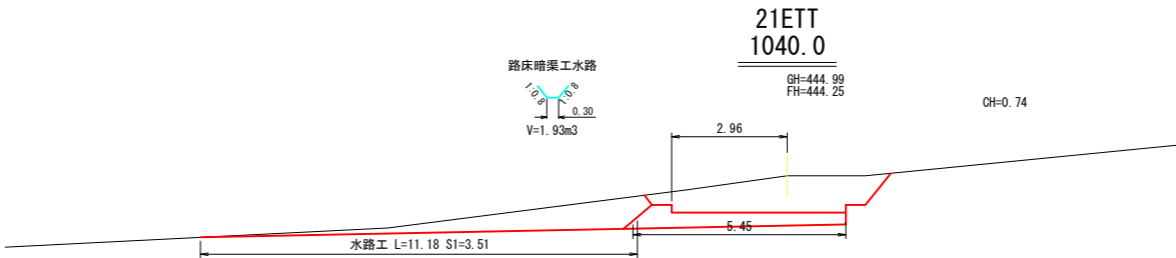 21ETT
1040.0
GH=444.99
FH=444.25
CH=0.74
路床暗渠工水路
1:0.8
1:0.8
0.30
V=1.93m3
2.96
5.45
水路工 L=11.18 S1=3.51